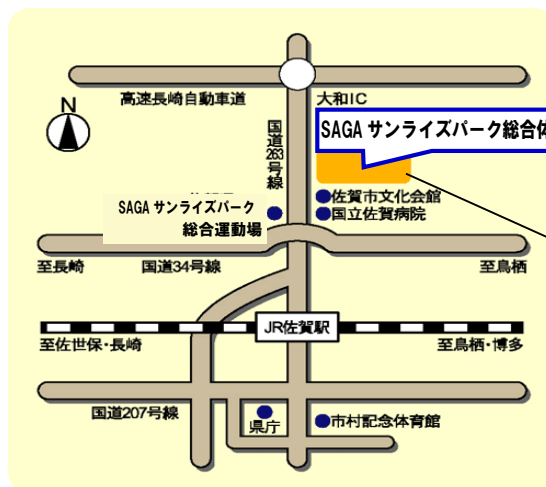 高速長崎自動車道
大和IC
N
国道263号線
SAGA サンライズパーク総合体
佐賀市文化会館
国立佐賀病院
SAGA サンライズパーク
総合運動場
至長崎
国道34号線
至鳥栖
JR佐賀駅
至佐世保・長崎
至鳥栖・博多
国道207号線
県庁
市村記念体育館